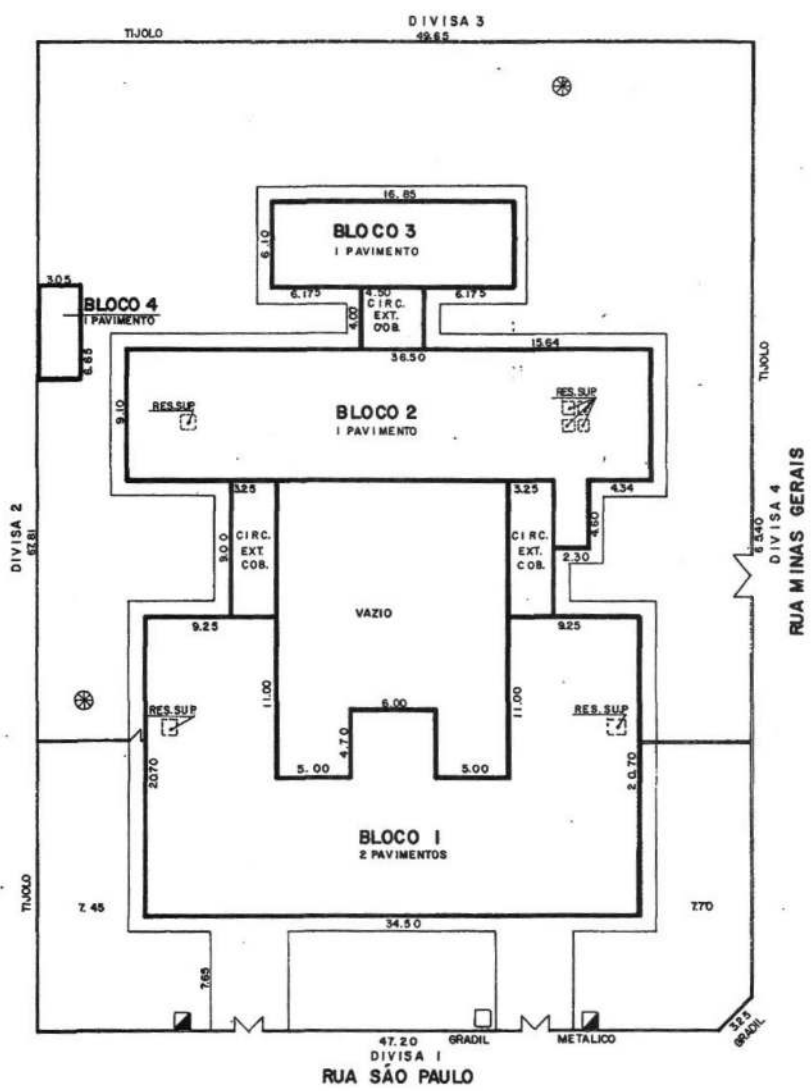 DIVISA 3
TIJOLO
49.65
16.85
BLOCO 3
1 PAVIMENTO
6.10
3.05
6.175
4.50
6.175
BLOCO 4
1 PAVIMENTO
CIRC.
EXT.
COB.
4.00
6.65
36.50
15.64
TIJOLO
RES.SUP
RES.SUP
9.10
BLOCO 2
1 PAVIMENTO
3.25
3.25
4.34
DIVISA 2
67.81
9.00
CIRC.
EXT.
COB.
CIRC.
EXT.
COB.
4.60
2.30
65.40
DIVISA 4
RUA MINAS GERAIS
9.25
VAZIO
9.25
11.00
11.00
6.00
RES.SUP
RES.SUP
4.70
20.70
5.00
5.00
20.70
BLOCO 1
2 PAVIMENTOS
TIJOLO
7.45
7.70
34.50
7.65
3.25
GRADIL
47.20
GRADIL
METALICO
DIVISA 1
RUA SÃO PAULO